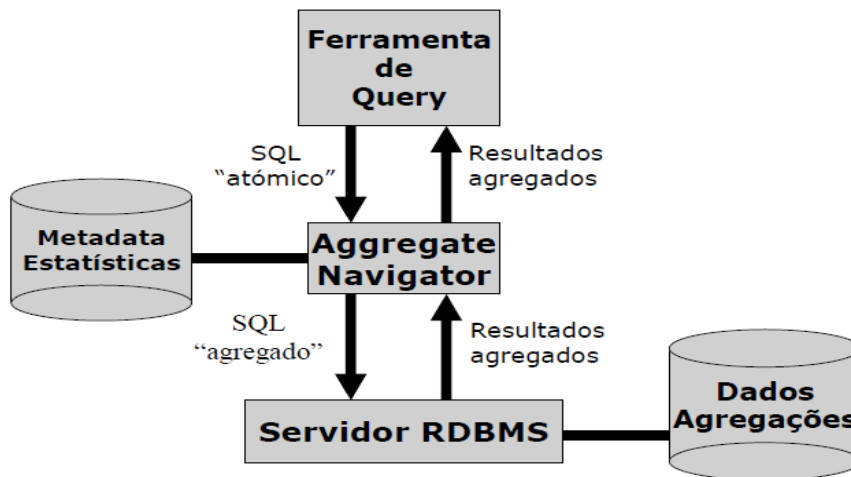 Ferramenta
de
Query
SQL
“atómico”
Resultados
agregados
Metadata
Estatísticas
Aggregate
Navigator
SQL
“agregado”
Resultados
agregados
Servidor RDBMS
Dados
Agregações